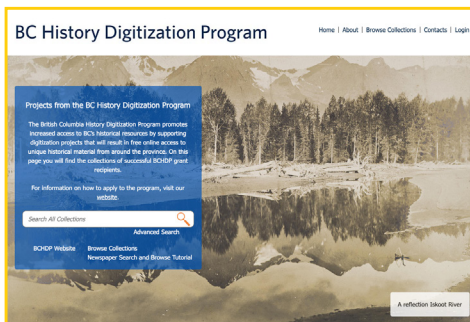 BC History Digitization Program
Home | About | Browse Collections | Contacts | Login
Projects from the BC History Digitization Program
The British Columbia History Digitization Program promotes
increased access to BC's historical resources by supporting
digitization projects that will result in free online access to
unique historical material from around the province. On this
page you will find the collections of successful BCHDP grant
recipients.
For information on how to apply to the program, visit our
website.
Search All Collections
Advanced Search
BCHDP Website Browse Collections
Newspaper Search and Browse Tutorial
A reflection Iskoot River